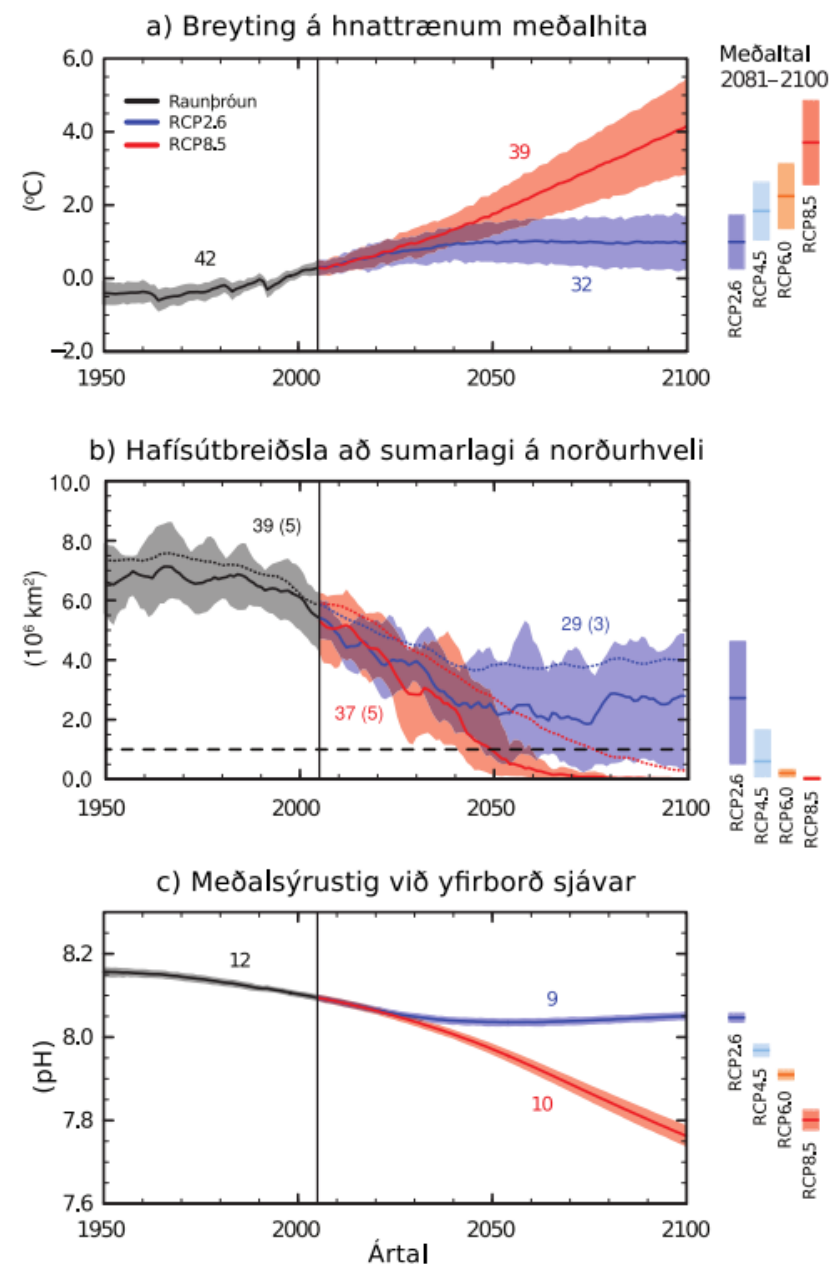 a) Breyting á hnattrænum meðalhita
Meðaltal
2081–2100
6.0
4.0
2.0
0.0
−2.0
(ºC)
Raunþróun
RCP2.6
RCP8.5
42
39
32
1950
2000
2050
2100
RCP2.6
RCP4.5
RCP6.0
RCP8.5
b) Hafísútbreiðsla að sumarlagi á norðurhveli
10.0
8.0
6.0
4.0
2.0
0.0
(10⁶ km²)
39 (5)
29 (3)
37 (5)
1950
2000
2050
2100
RCP2.6
RCP4.5
RCP6.0
RCP8.5
c) Meðalsýrustig við yfirborð sjávar
8.2
8.0
7.8
7.6
(pH)
12
9
10
1950
2000
2050
2100
Ártal
RCP2.6
RCP4.5
RCP6.0
RCP8.5